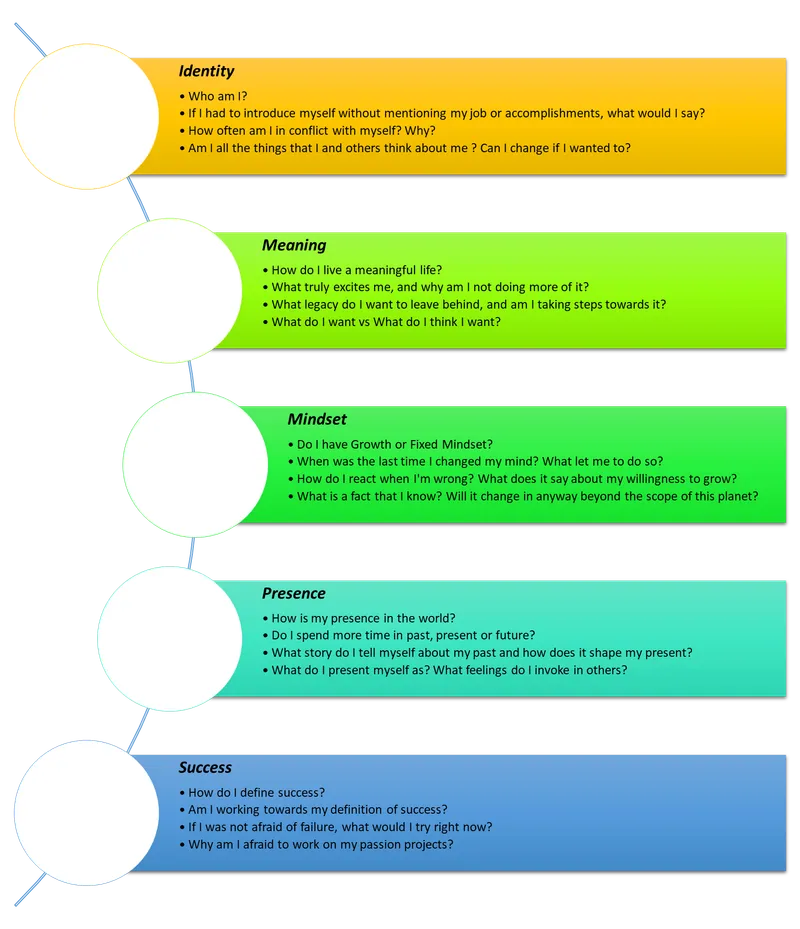 Identity
• Who am I?
• If I had to introduce myself without mentioning my job or accomplishments, what would I say?
• How often am I in conflict with myself? Why?
• Am I all the things that I and others think about me ? Can I change if I wanted to?
Meaning
• How do I live a meaningful life?
• What truly excites me, and why am I not doing more of it?
• What legacy do I want to leave behind, and am I taking steps towards it?
• What do I want vs What do I think I want?
Mindset
• Do I have Growth or Fixed Mindset?
• When was the last time I changed my mind? What let me to do so?
• How do I react when I'm wrong? What does it say about my willingness to grow?
• What is a fact that I know? Will it change in anyway beyond the scope of this planet?
Presence
• How is my presence in the world?
• Do I spend more time in past, present or future?
• What story do I tell myself about my past and how does it shape my present?
• What do I present myself as? What feelings do I invoke in others?
Success
• How do I define success?
• Am I working towards my definition of success?
• If I was not afraid of failure, what would I try right now?
• Why am I afraid to work on my passion projects?